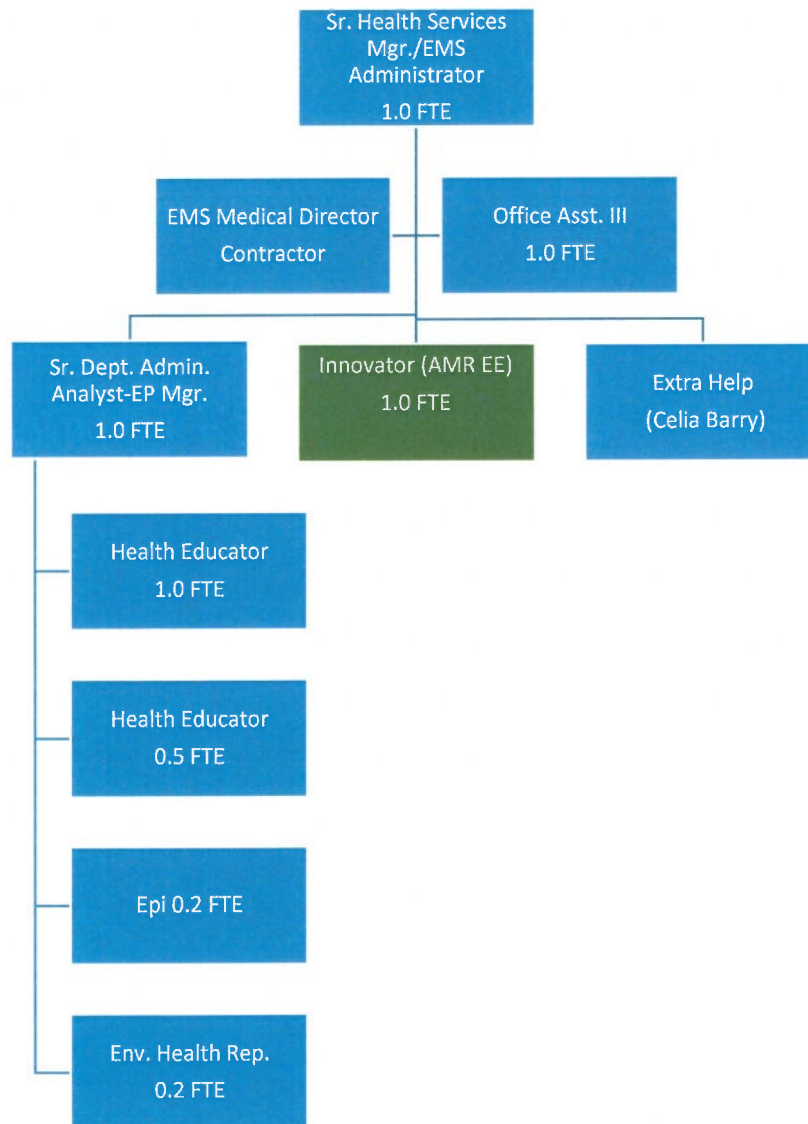 Sr. Health Services
Mgr./EMS
Administrator
1.0 FTE
EMS Medical Director
Contractor
Office Asst. III
1.0 FTE
Sr. Dept. Admin.
Analyst-EP Mgr.
1.0 FTE
Innovator (AMR EE)
1.0 FTE
Extra Help
(Celia Barry)
Health Educator
1.0 FTE
Health Educator
0.5 FTE
Epi 0.2 FTE
Env. Health Rep.
0.2 FTE